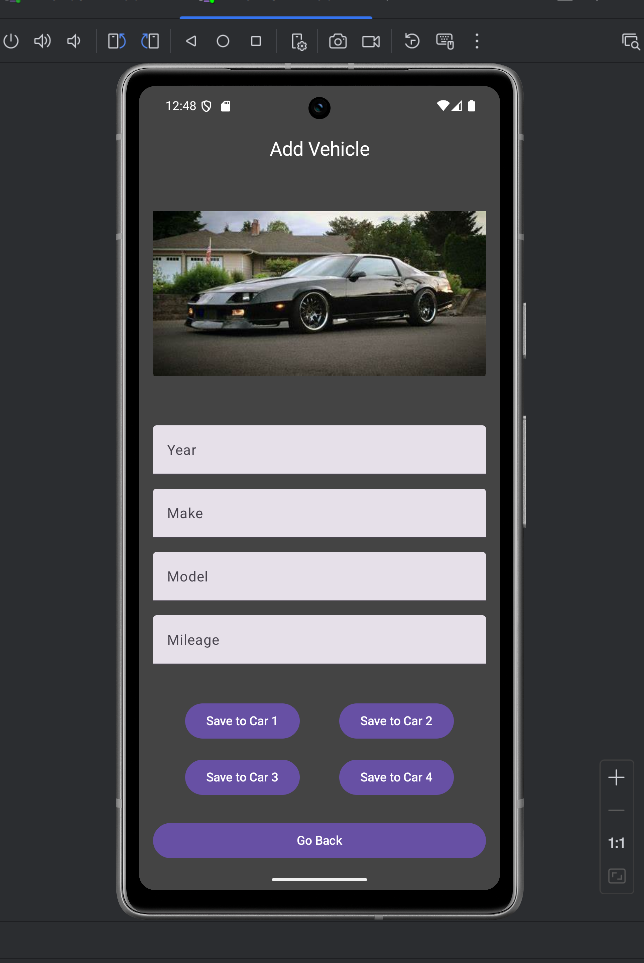 12:48
Add Vehicle
Year
Make
Model
Mileage
Save to Car 1 Save to Car 2
Save to Car 3 Save to Car 4
Go Back
1:1